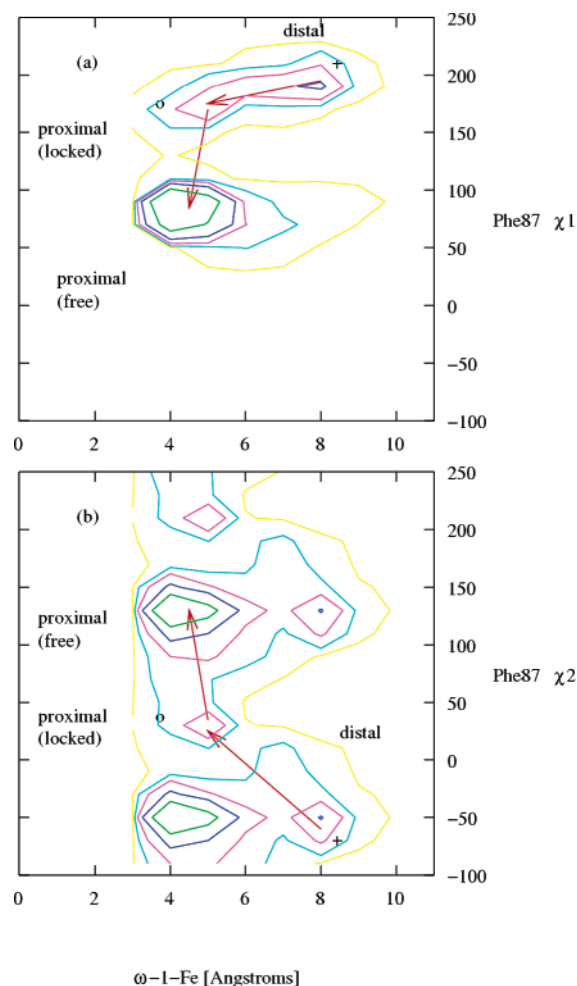 250
distal
(a)
200
proximal
(locked)
150
100
Phe87 χ1
50
proximal
(free)
0
−50
−100
0 2 4 6 8 10
250
(b)
200
150
proximal
(free)
100
Phe87 χ2
50
proximal
(locked)
distal
0
−50
−100
0 2 4 6 8 10
ω−1−Fe [Angstroms]